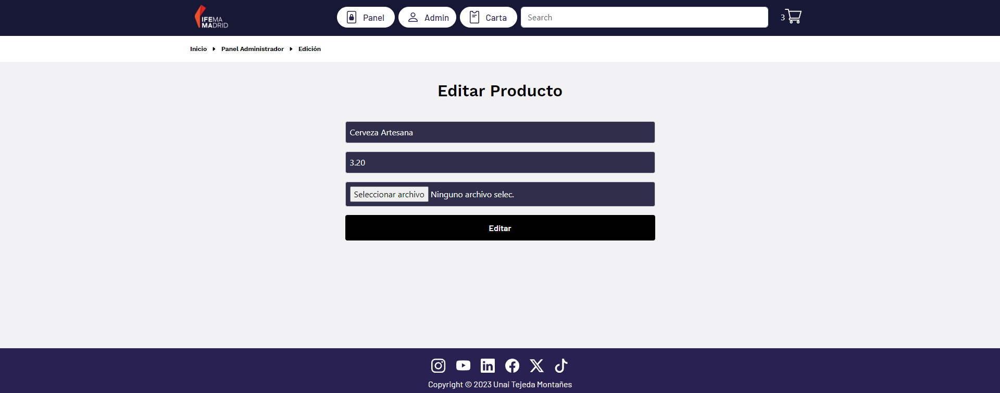 IFEMA
MADRID
Panel
Admin
Carta
Search
3
Inicio
Panel Administrador
Edición
Editar Producto
Cerveza Artesana
3.20
Seleccionar archivo Ninguno archivo selec.
Editar
Copyright © 2023 Unai Tejeda Montañes